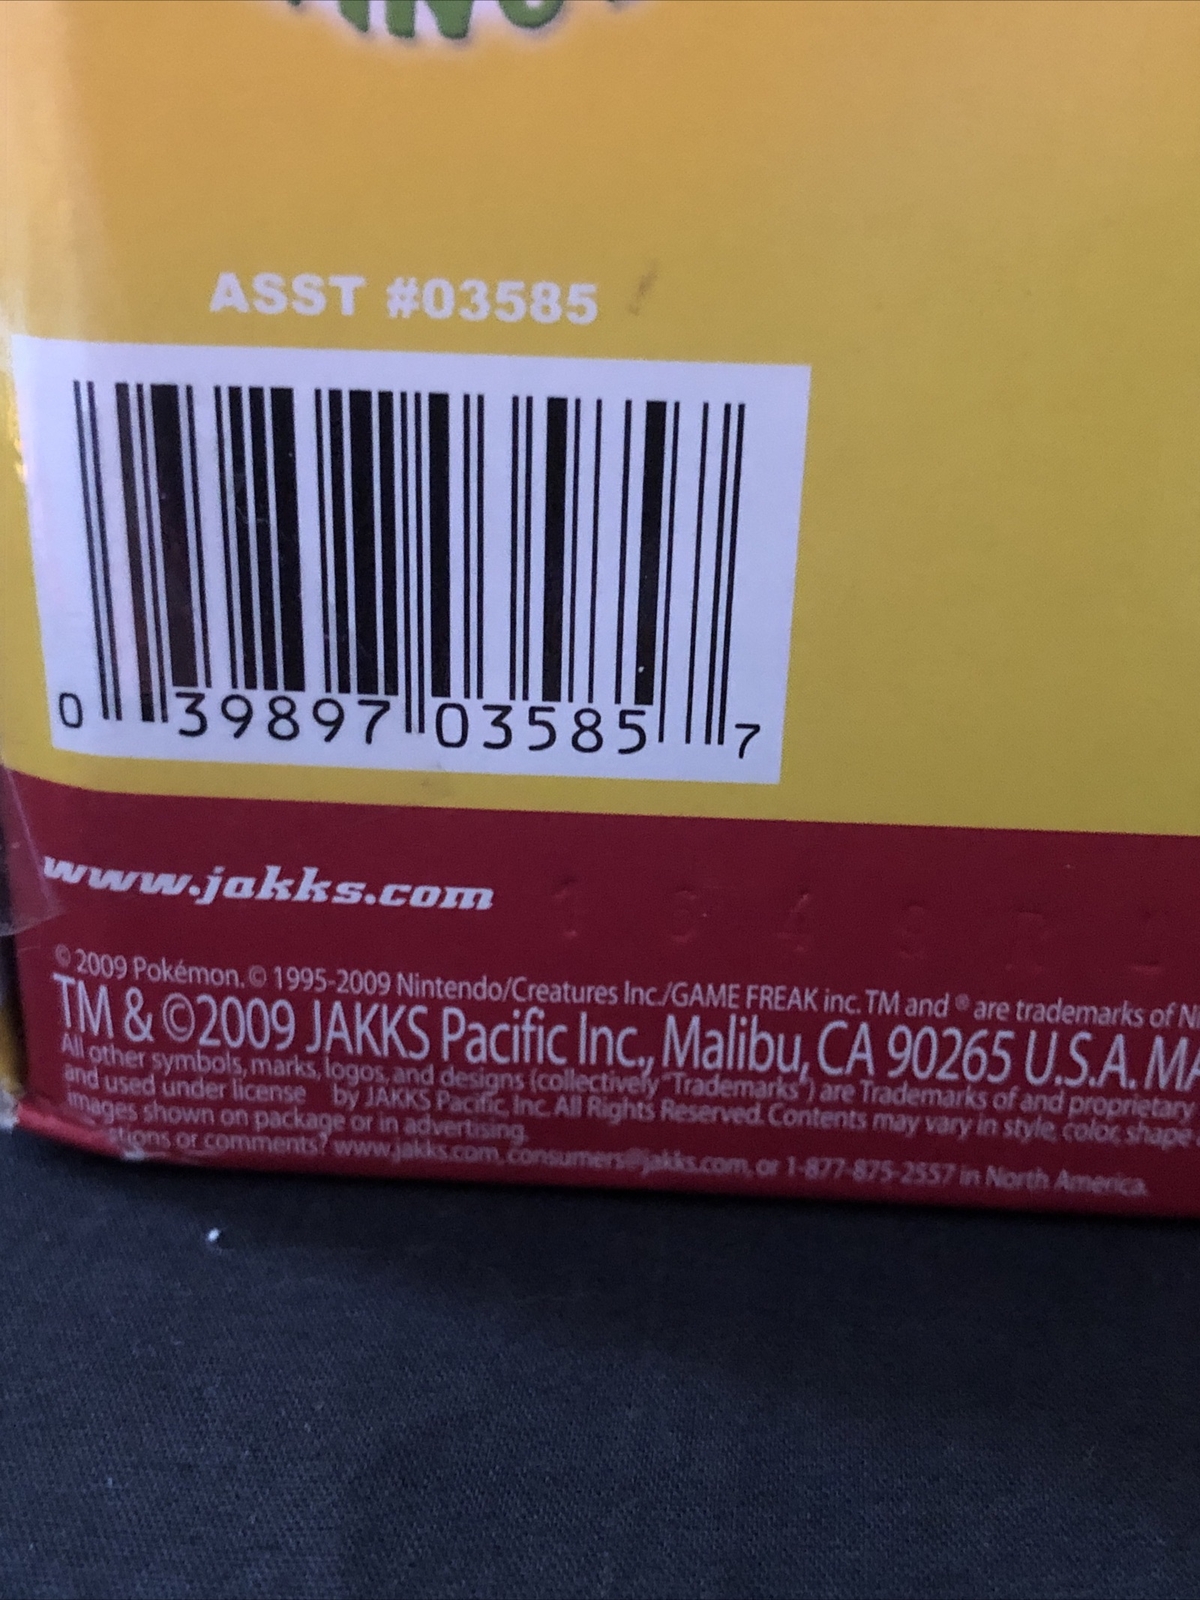 ASST #03585
0 39897 03585 7
www.jakks.com
© 2009 Pokémon. © 1995-2009 Nintendo/Creatures Inc./GAME FREAK inc. TM and ® are trademarks of
TM & ©2009 JAKKS Pacific Inc., Malibu, CA 90265 U.S.A.
All other symbols, marks, logos, and designs (collectively "Trademarks") are Trademarks of and proprietary
and used under license by JAKKS Pacific, Inc. All Rights Reserved. Contents may vary in style, color, shape
images shown on package or in advertising.
or comments? www.jakks.com, consumers@jakks.com, or 1-877-875-2557 in North America.